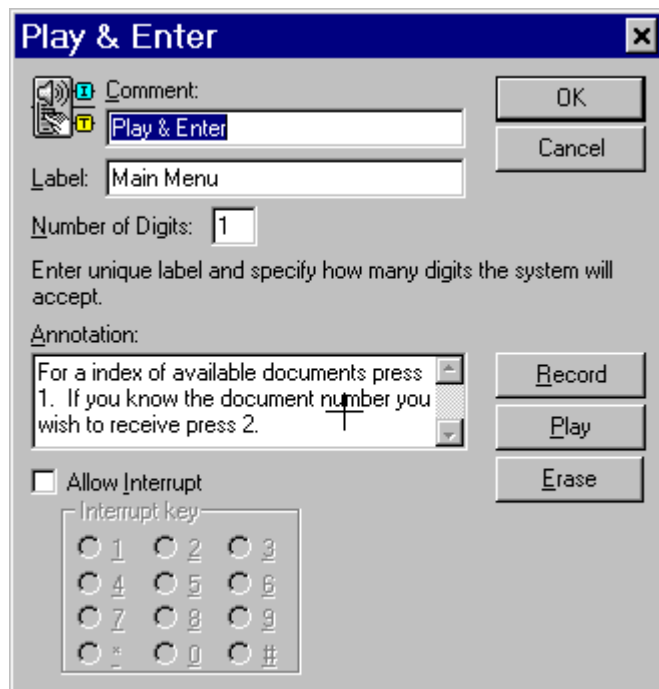 Play & Enter
I
T
Comment:
Play & Enter
OK
Cancel
Label:
Main Menu
Number of Digits:
1
Enter unique label and specify how many digits the system will
accept.
Annotation:
For a index of available documents press
1.  If you know the document number you
wish to receive press 2.
Record
Play
Erase
Allow Interrupt
Interrupt key
1 2 3
4 5 6
7 8 9
* 0 #